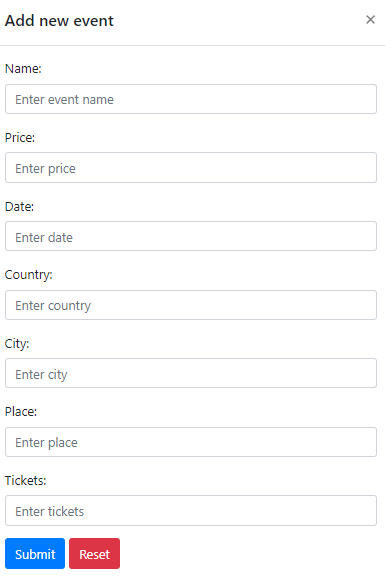 Add new event ×
Name:
Enter event name
Price:
Enter price
Date:
Enter date
Country:
Enter country
City:
Enter city
Place:
Enter place
Tickets:
Enter tickets
Submit Reset